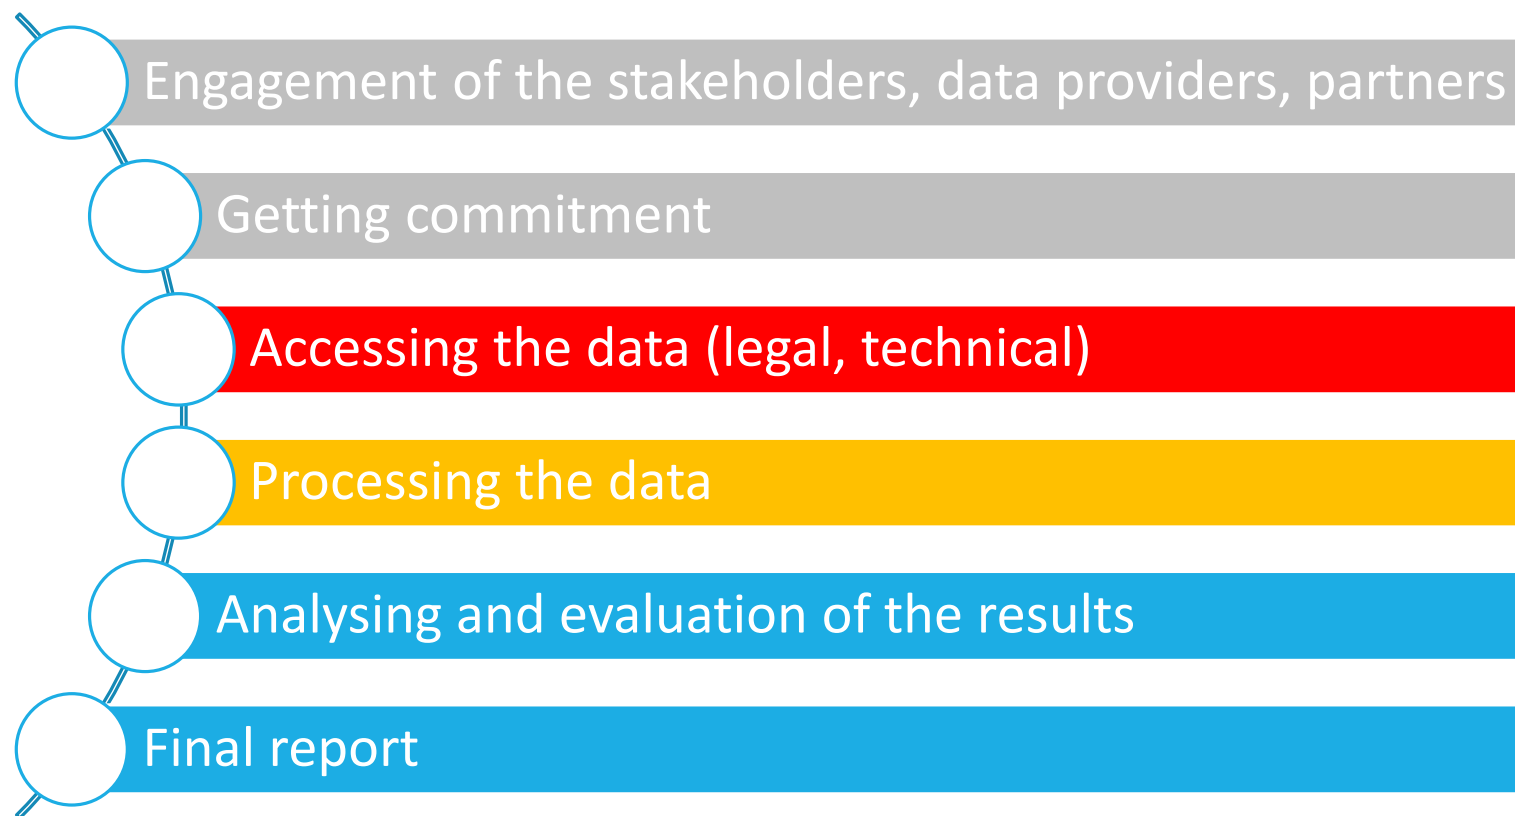 Engagement of the stakeholders, data providers, partners
Getting commitment
Accessing the data (legal, technical)
Processing the data
Analysing and evaluation of the results
Final report